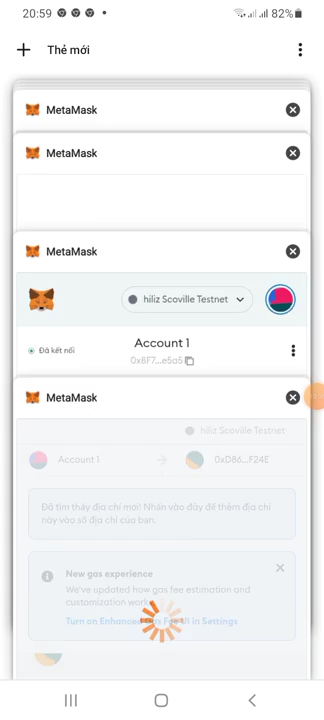 20:59
82%
Thẻ mới
MetaMask
MetaMask
MetaMask
hiliz Scoville Testnet
Đã kết nối
Account 1
0x8F7...e5a5
MetaMask
hiliz Scoville Testnet
Account 1
0xD86...F24E
Đã tìm thấy địa chỉ mới! Nhấn vào đây để thêm địa chỉ
này vào sổ địa chỉ của bạn.
New gas experience
We've updated how gas fee estimation and
customization
Turn on Enhanced Fee UI in Settings